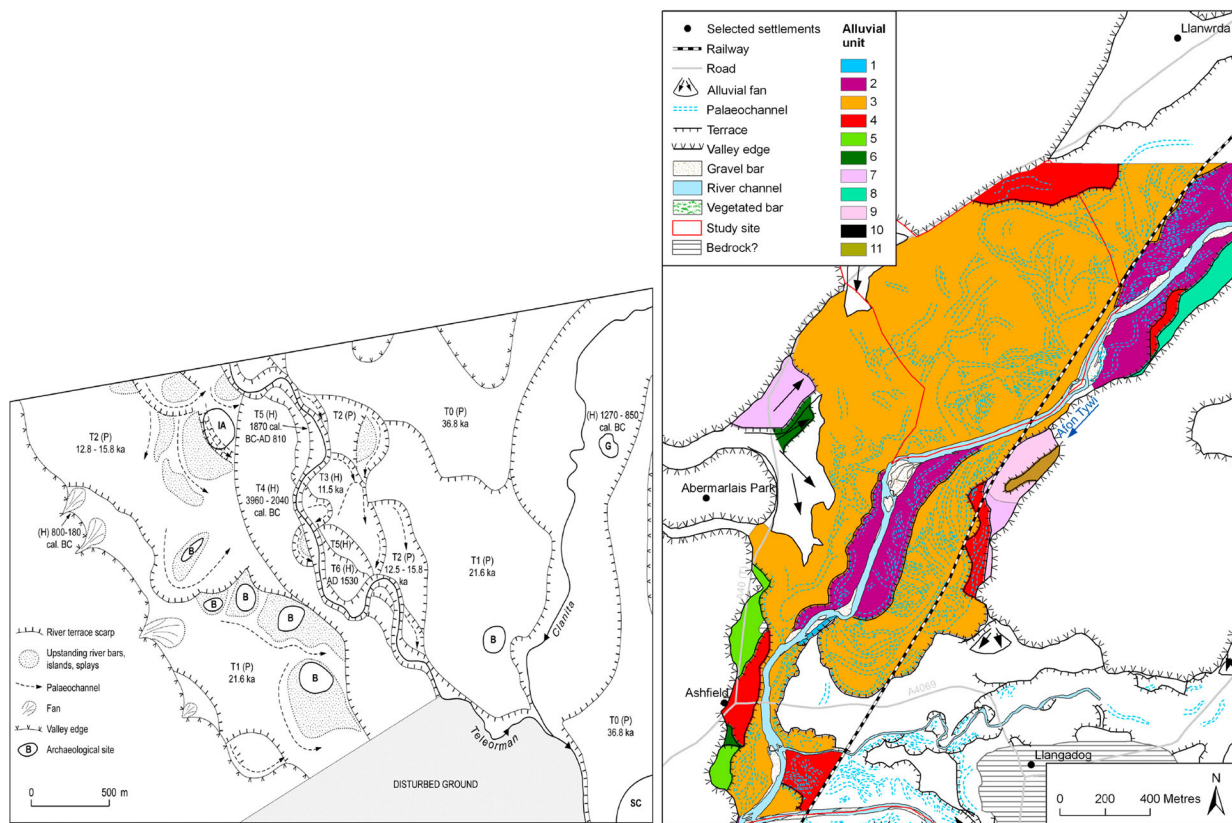 T2 (P)
12.8 - 15.8
ka
IA
T5 (H)
1870 cal.
BC-AD 810
T2 (P)
T0 (P)
36.8 ka
(H) 1270 - 850
cal. BC
G
T4 (H)
3960 - 2040
cal. BC
T3 (H)
11.5 ka
(H) 800-180
cal. BC
B
T5(H)
T6 (H)
AD 1530
T2 (P)
12.5 - 15.8
ka
T1 (P)
21.6 ka
Clanita
B
B
B
B
B
T1 (P)
21.6 ka
T0 (P)
36.8 ka
Teleorman
DISTURBED GROUND
SC
River terrace scarp
Upstanding river bars,
islands, splays
Palaeochannel
Fan
Valley edge
B Archaeological site
0 500 m
Selected settlements
Railway
Road
Alluvial fan
Palaeochannel
Terrace
Valley edge
Gravel bar
River channel
Vegetated bar
Study site
Bedrock?
Alluvial
unit
1
2
3
4
5
6
7
8
9
10
11
Llanwrda
Afon Tywi
Abermarlais Park
A40 (T)
Ashfield
A4069
Llangadog
N
0 200 400 Metres